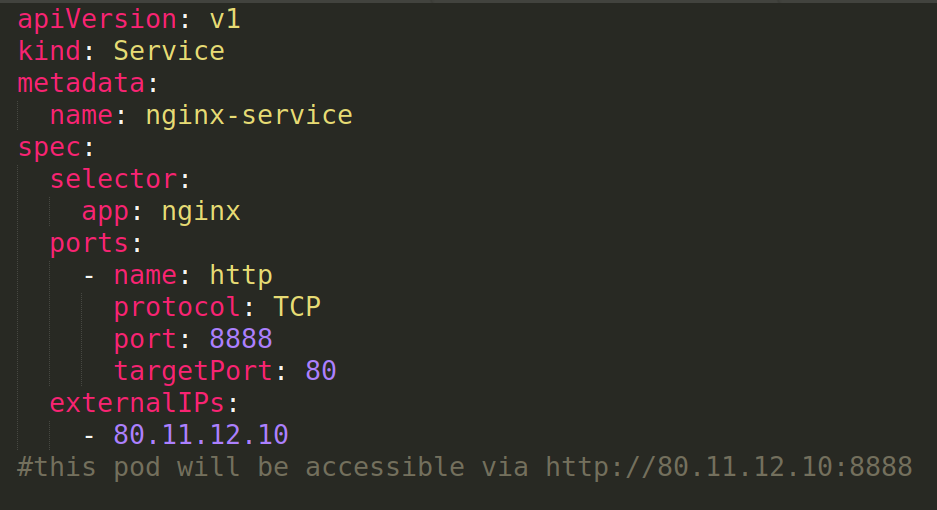 apiVersion: v1
kind: Service
metadata:
  name: nginx-service
spec:
  selector:
    app: nginx
  ports:
    - name: http
      protocol: TCP
      port: 8888
      targetPort: 80
  externalIPs:
    - 80.11.12.10
#this pod will be accessible via http://80.11.12.10:8888